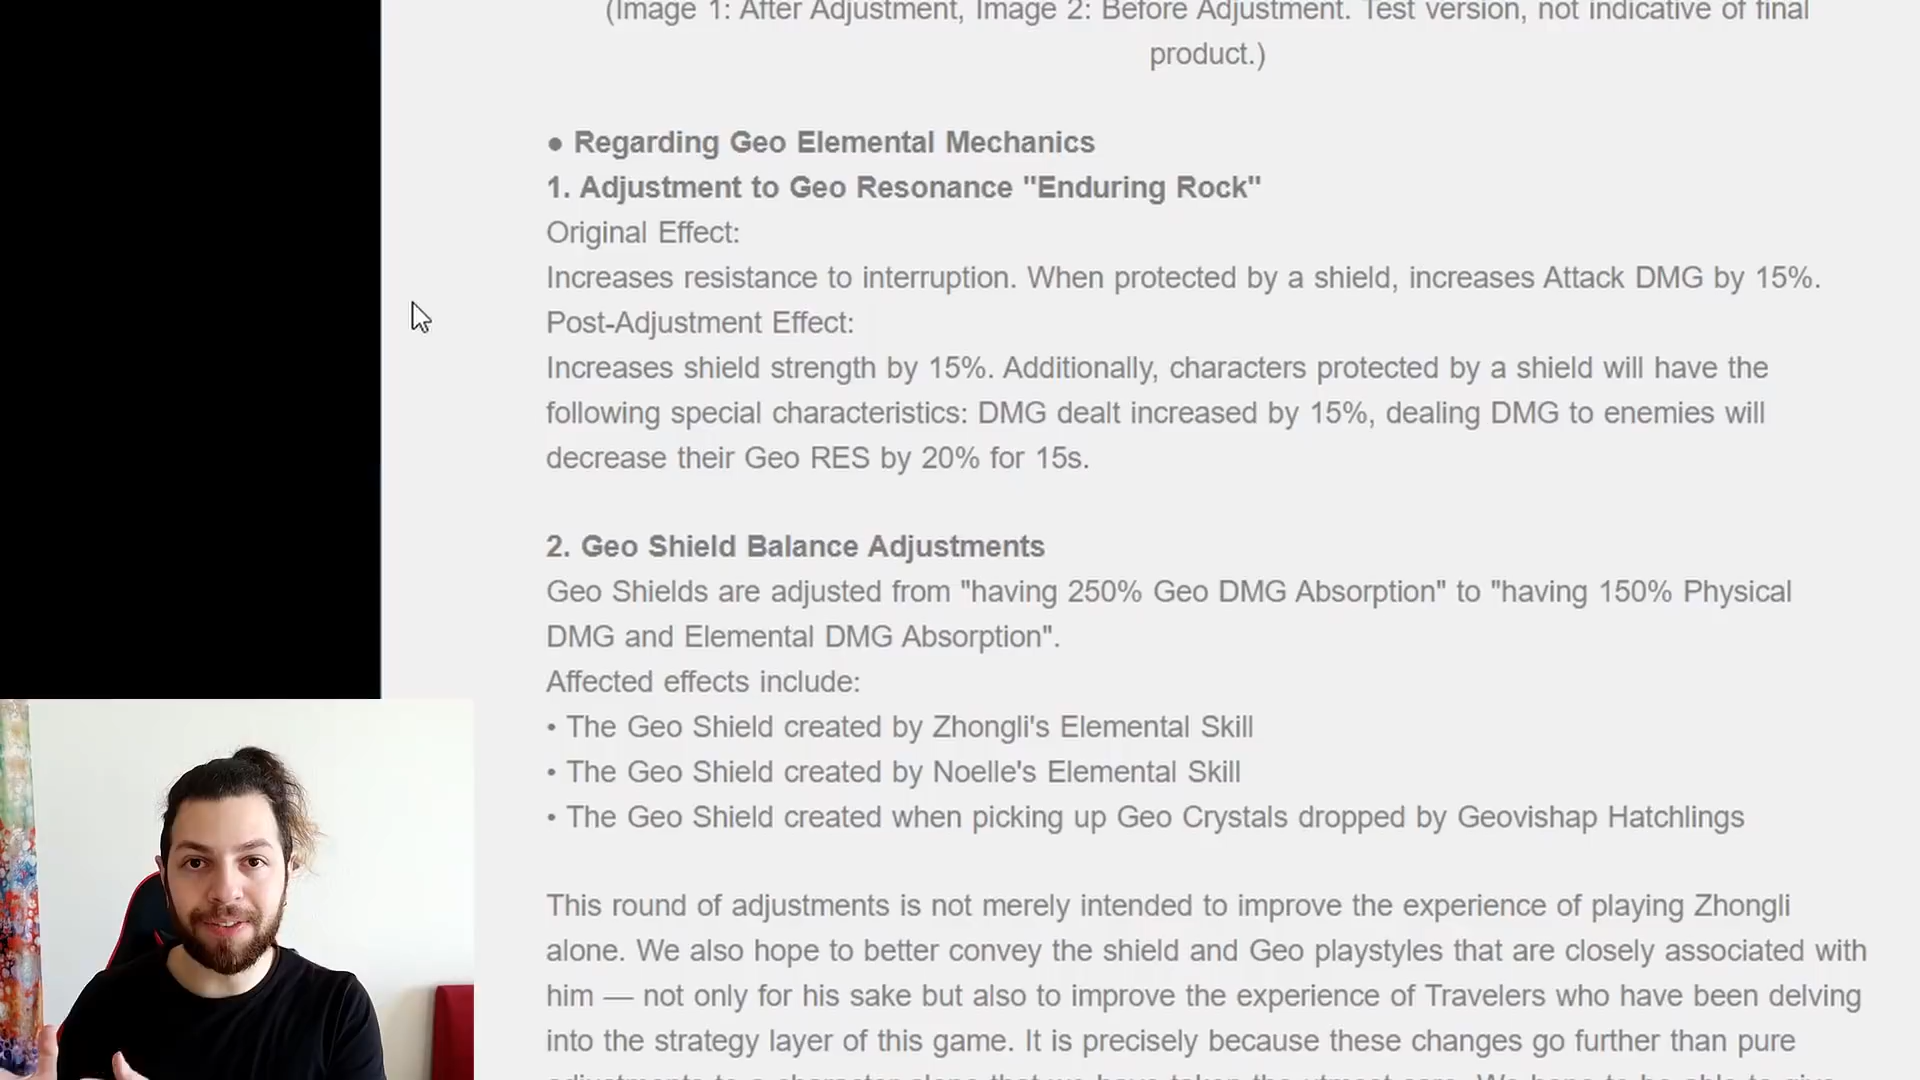 (Image 1: After Adjustment, Image 2: Before Adjustment. Test version, not indicative of final
product.)
● Regarding Geo Elemental Mechanics
1. Adjustment to Geo Resonance "Enduring Rock"
Original Effect:
Increases resistance to interruption. When protected by a shield, increases Attack DMG by 15%.
Post-Adjustment Effect:
Increases shield strength by 15%. Additionally, characters protected by a shield will have the
following special characteristics: DMG dealt increased by 15%, dealing DMG to enemies will
decrease their Geo RES by 20% for 15s.
2. Geo Shield Balance Adjustments
Geo Shields are adjusted from "having 250% Geo DMG Absorption" to "having 150% Physical
DMG and Elemental DMG Absorption".
Affected effects include:
• The Geo Shield created by Zhongli's Elemental Skill
• The Geo Shield created by Noelle's Elemental Skill
• The Geo Shield created when picking up Geo Crystals dropped by Geovishap Hatchlings
This round of adjustments is not merely intended to improve the experience of playing Zhongli
alone. We also hope to better convey the shield and Geo playstyles that are closely associated with
him — not only for his sake but also to improve the experience of Travelers who have been delving
into the strategy layer of this game. It is precisely because these changes go further than pure